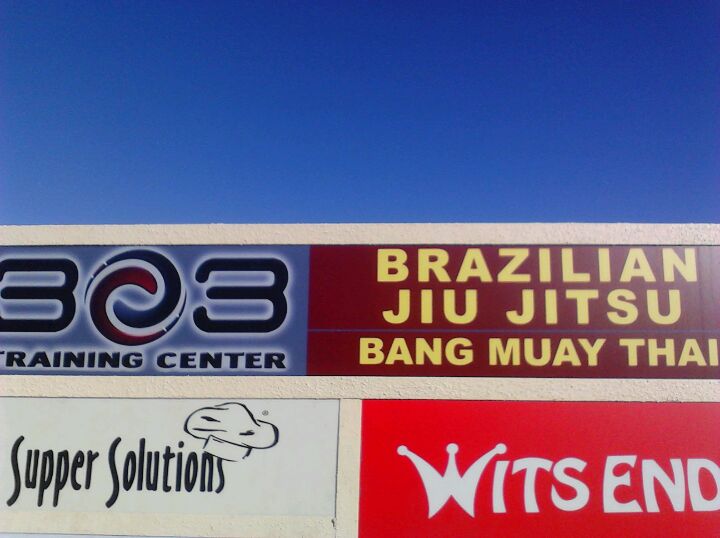 303
TRAINING CENTER
BRAZILIAN
JIU JITSU
BANG MUAY THAI
Supper Solutions
®
WITS END